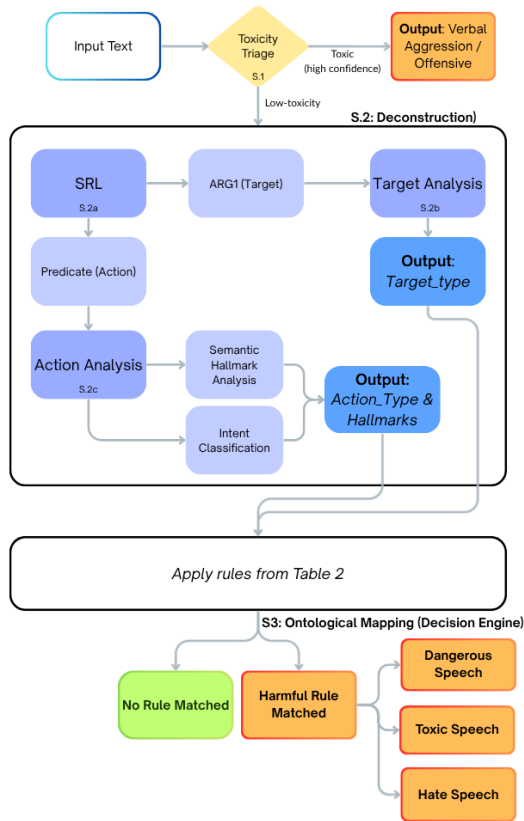 Input Text
Toxicity
Triage
S.1
Toxic
(high confidence)
Output: Verbal
Aggression /
Offensive
Low-toxicity
S.2: Deconstruction)
SRL
S.2a
ARG1 (Target)
Target Analysis
S.2b
Predicate (Action)
Output:
Target_type
Action Analysis
S.2c
Semantic
Hallmark
Analysis
Intent
Classification
Output:
Action_Type &
Hallmarks
Apply rules from Table 2
S3: Ontological Mapping (Decision Engine)
No Rule Matched
Harmful Rule
Matched
Dangerous
Speech
Toxic Speech
Hate Speech